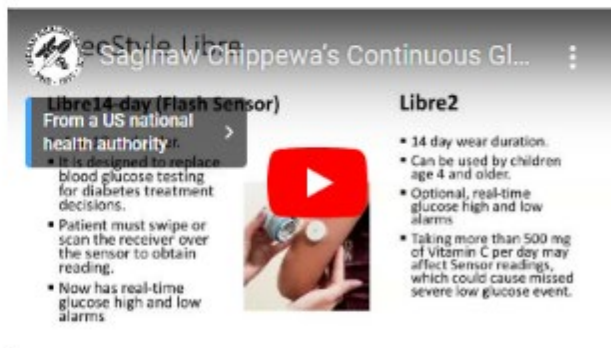 eeStyle Libre
Saginaw Chippewa's Continuous Gl...
Libre14-day (Flash Sensor)
From a US national
health authority
It is designed to replace
blood glucose testing
for diabetes treatment
decisions.
Patient must swipe or
scan the receiver over
the sensor to obtain
reading.
Now has real-time
glucose high and low
alarms
Libre2
14 day wear duration.
Can be used by children
age 4 and older.
Optional, real-time
glucose high and low
alarms
Taking more than 500 mg
of Vitamin C per day may
affect Sensor readings,
which could cause missed
severe low glucose event.